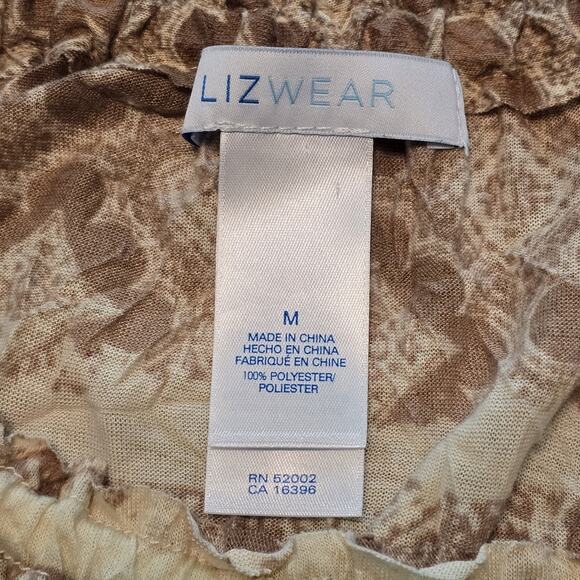 LIZWEAR
M
MADE IN CHINA
HECHO EN CHINA
FABRIQUÉ EN CHINE
100% POLYESTER/
POLIESTER
RN 52002
CA 16396